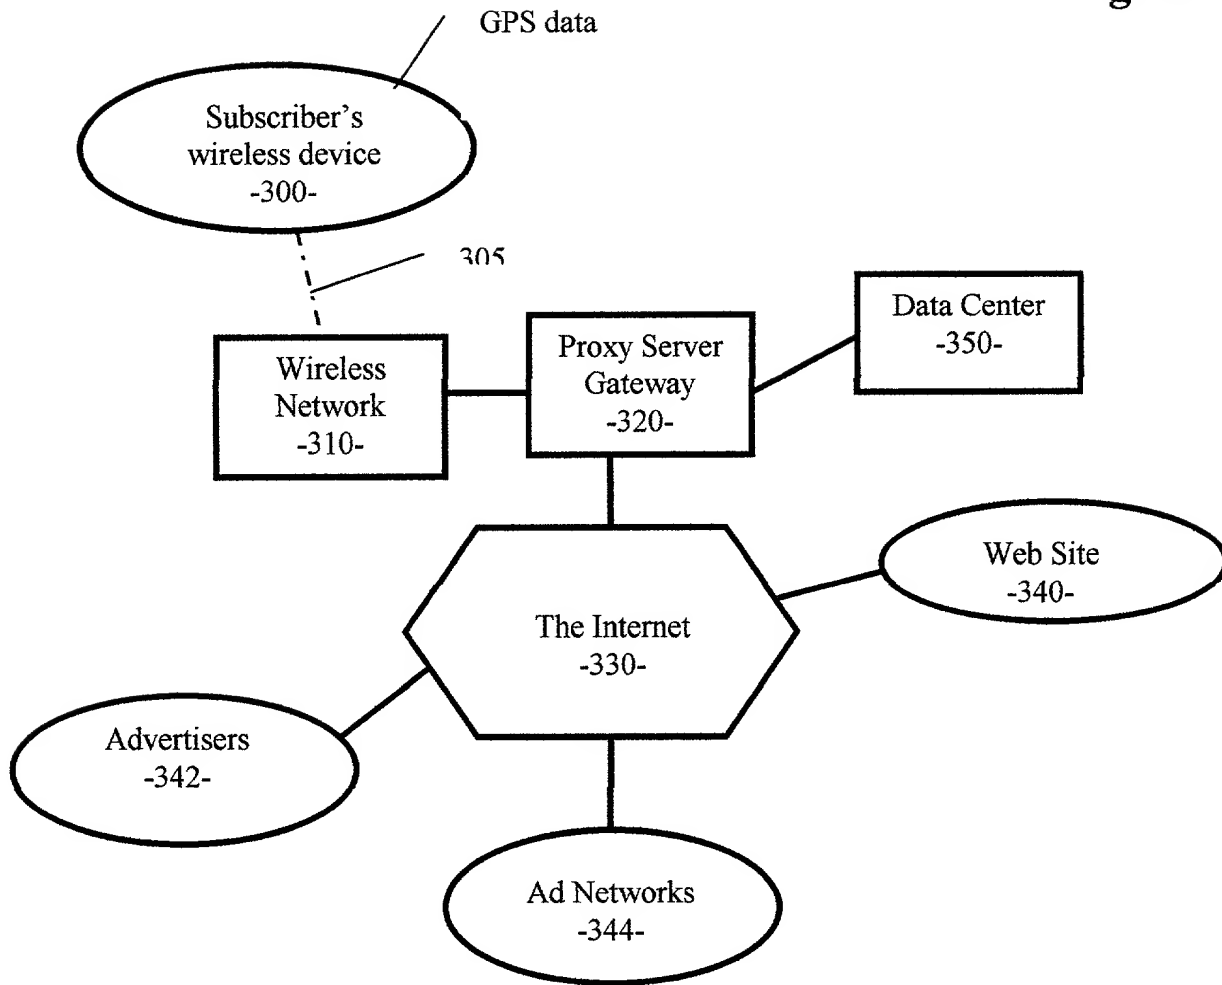 GPS data
Subscriber's
wireless device
-300-
305
Wireless
Network
-310-
Proxy Server
Gateway
-320-
Data Center
-350-
The Internet
-330-
Web Site
-340-
Advertisers
-342-
Ad Networks
-344-